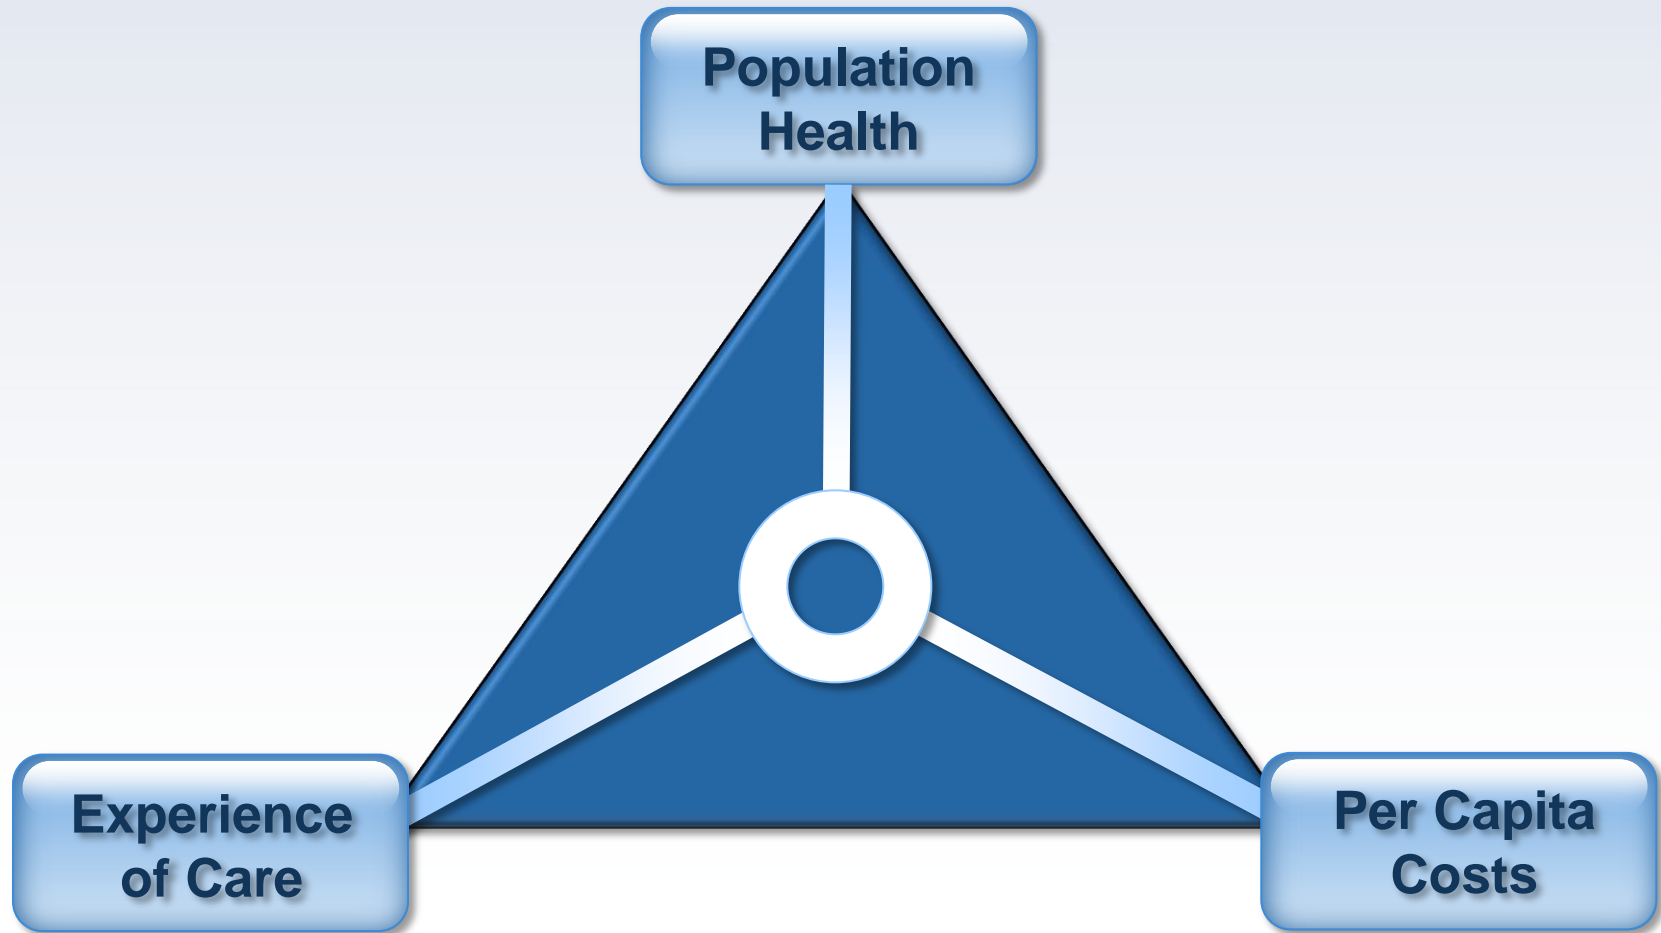 Population
Health
Experience
of Care
Per Capita
Costs